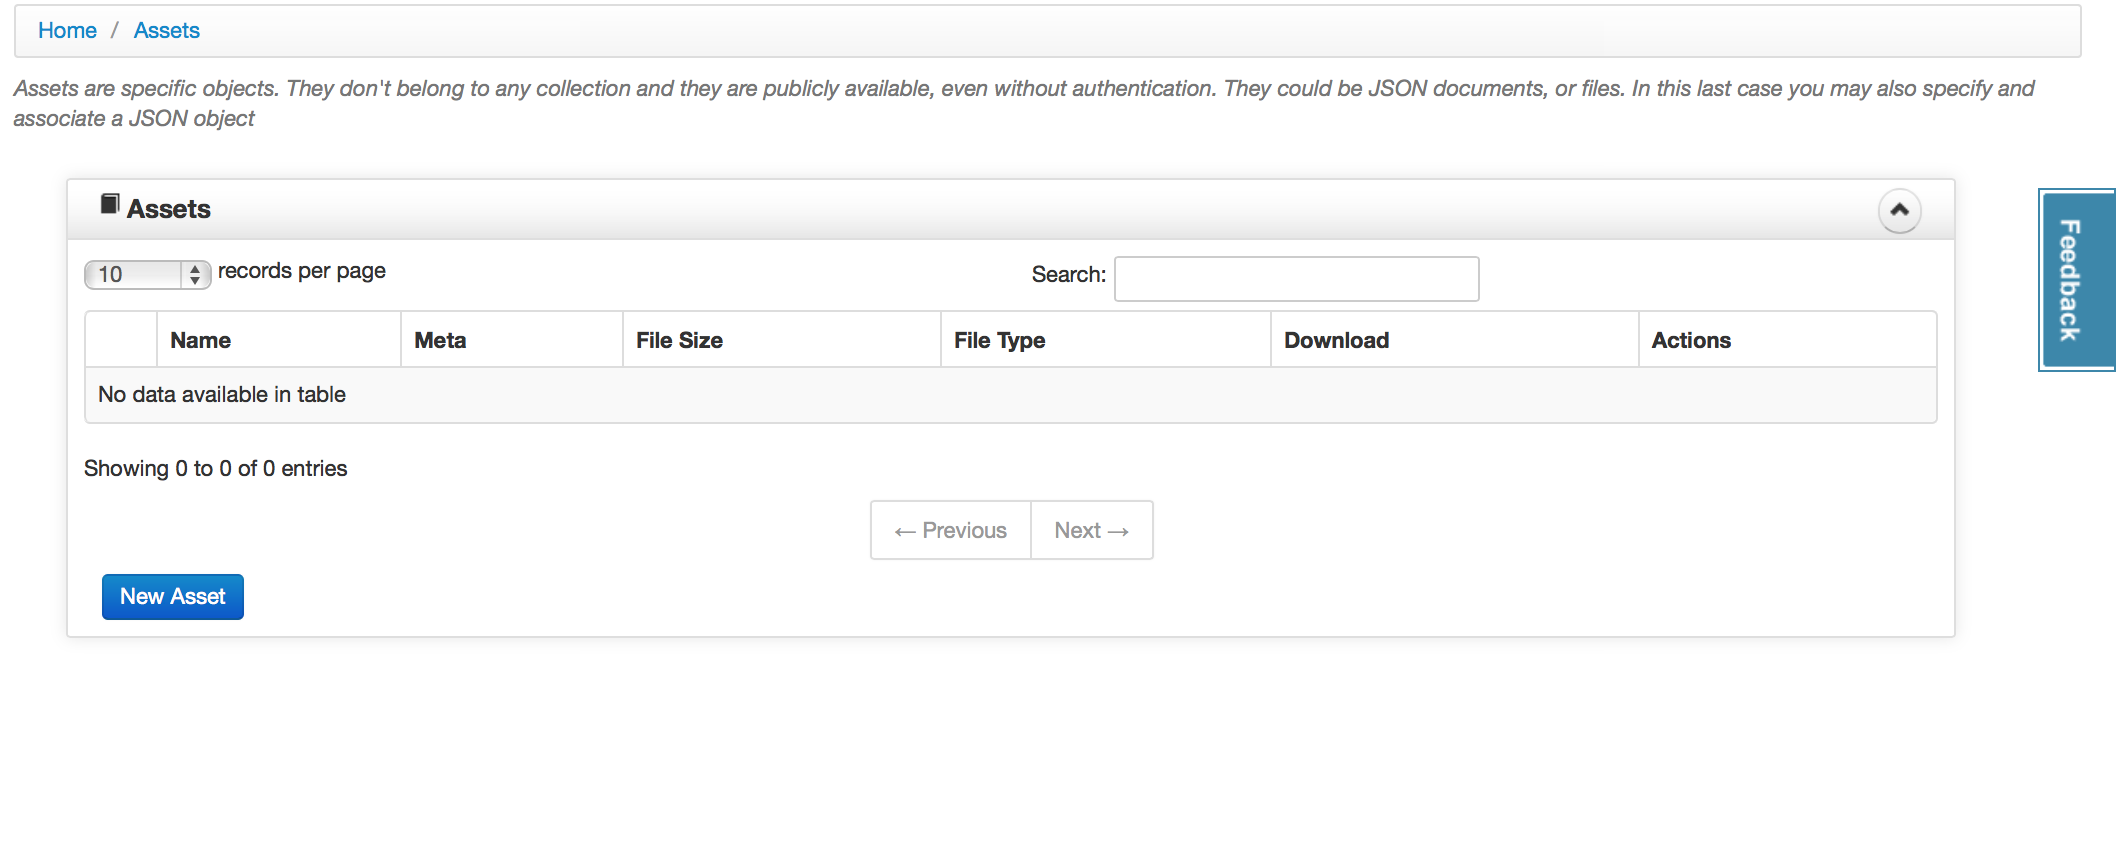 Home / Assets
Assets are specific objects. They don't belong to any collection and they are publicly available, even without authentication. They could be JSON documents, or files. In this last case you may also specify and
associate a JSON object
Assets
10 records per page Search:
Name Meta File Size File Type Download Actions
No data available in table
Showing 0 to 0 of 0 entries
← Previous Next →
New Asset
Feedback